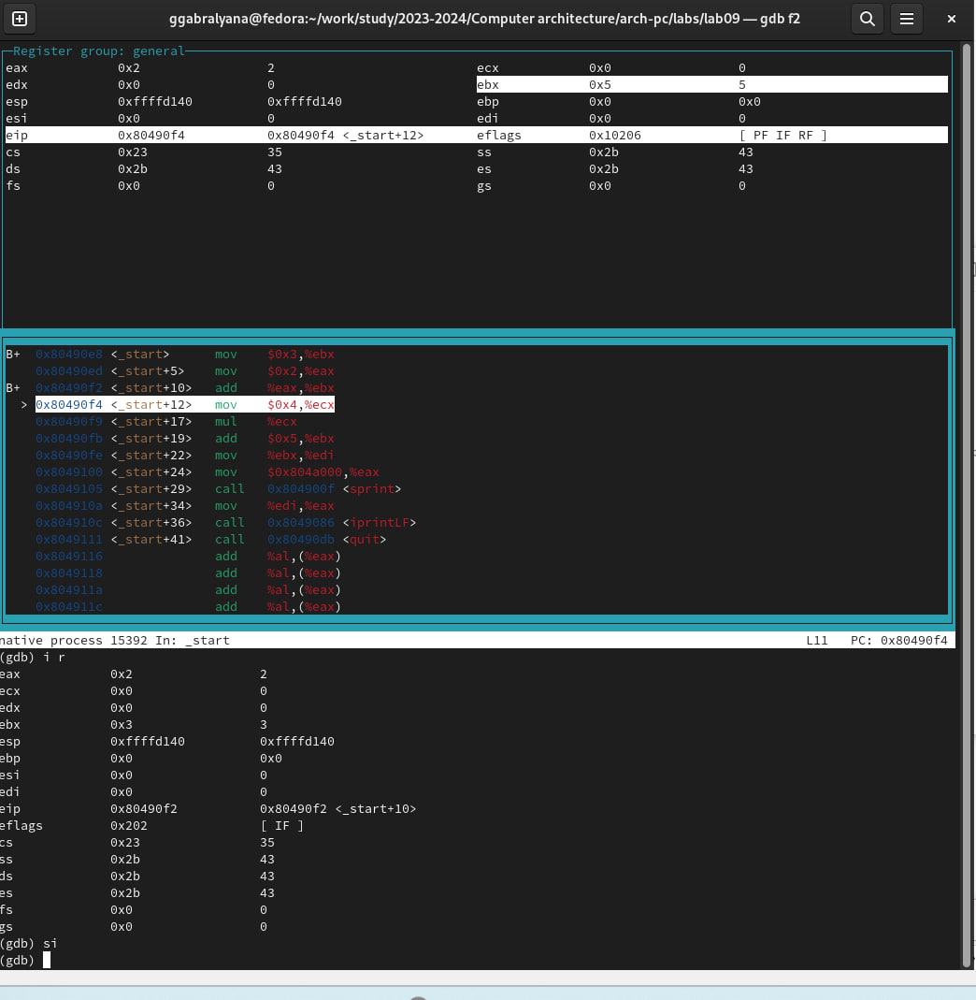 ggabralyana@fedora:~/work/study/2023-2024/Computer architecture/arch-pc/labs/lab09 — gdb f2
Register group: general
eax 0x2 2 ecx 0x0 0
edx 0x0 0 ebx 0x5 5
esp 0xffffd140 0xffffd140 ebp 0x0 0x0
esi 0x0 0 edi 0x0 0
eip 0x80490f4 0x80490f4 <_start+12> eflags 0x10206 [ PF IF RF ]
cs 0x23 35 ss 0x2b 43
ds 0x2b 43 es 0x2b 43
fs 0x0 0 gs 0x0 0
B+ 0x80490e8 <_start> mov $0x3,%ebx
0x80490ed <_start+5> mov $0x2,%eax
B+ 0x80490f2 <_start+10> add %eax,%ebx
> 0x80490f4 <_start+12> mov $0x4,%ecx
0x80490f9 <_start+17> mul %ecx
0x80490fb <_start+19> add $0x5,%ebx
0x80490fe <_start+22> mov %ebx,%edi
0x8049100 <_start+24> mov $0x804a000,%eax
0x8049105 <_start+29> call 0x804900f <sprint>
0x804910a <_start+34> mov %edi,%eax
0x804910c <_start+36> call 0x8049086 <iprintLF>
0x8049111 <_start+41> call 0x80490db <quit>
0x8049116 add %al,(%eax)
0x8049118 add %al,(%eax)
0x804911a add %al,(%eax)
0x804911c add %al,(%eax)
native process 15392 In: _start L11 PC: 0x80490f4
(gdb) i r
eax 0x2 2
ecx 0x0 0
edx 0x0 0
ebx 0x3 3
esp 0xffffd140 0xffffd140
ebp 0x0 0x0
esi 0x0 0
edi 0x0 0
eip 0x80490f2 0x80490f2 <_start+10>
eflags 0x202 [ IF ]
cs 0x23 35
ss 0x2b 43
ds 0x2b 43
es 0x2b 43
fs 0x0 0
gs 0x0 0
(gdb) si
(gdb)